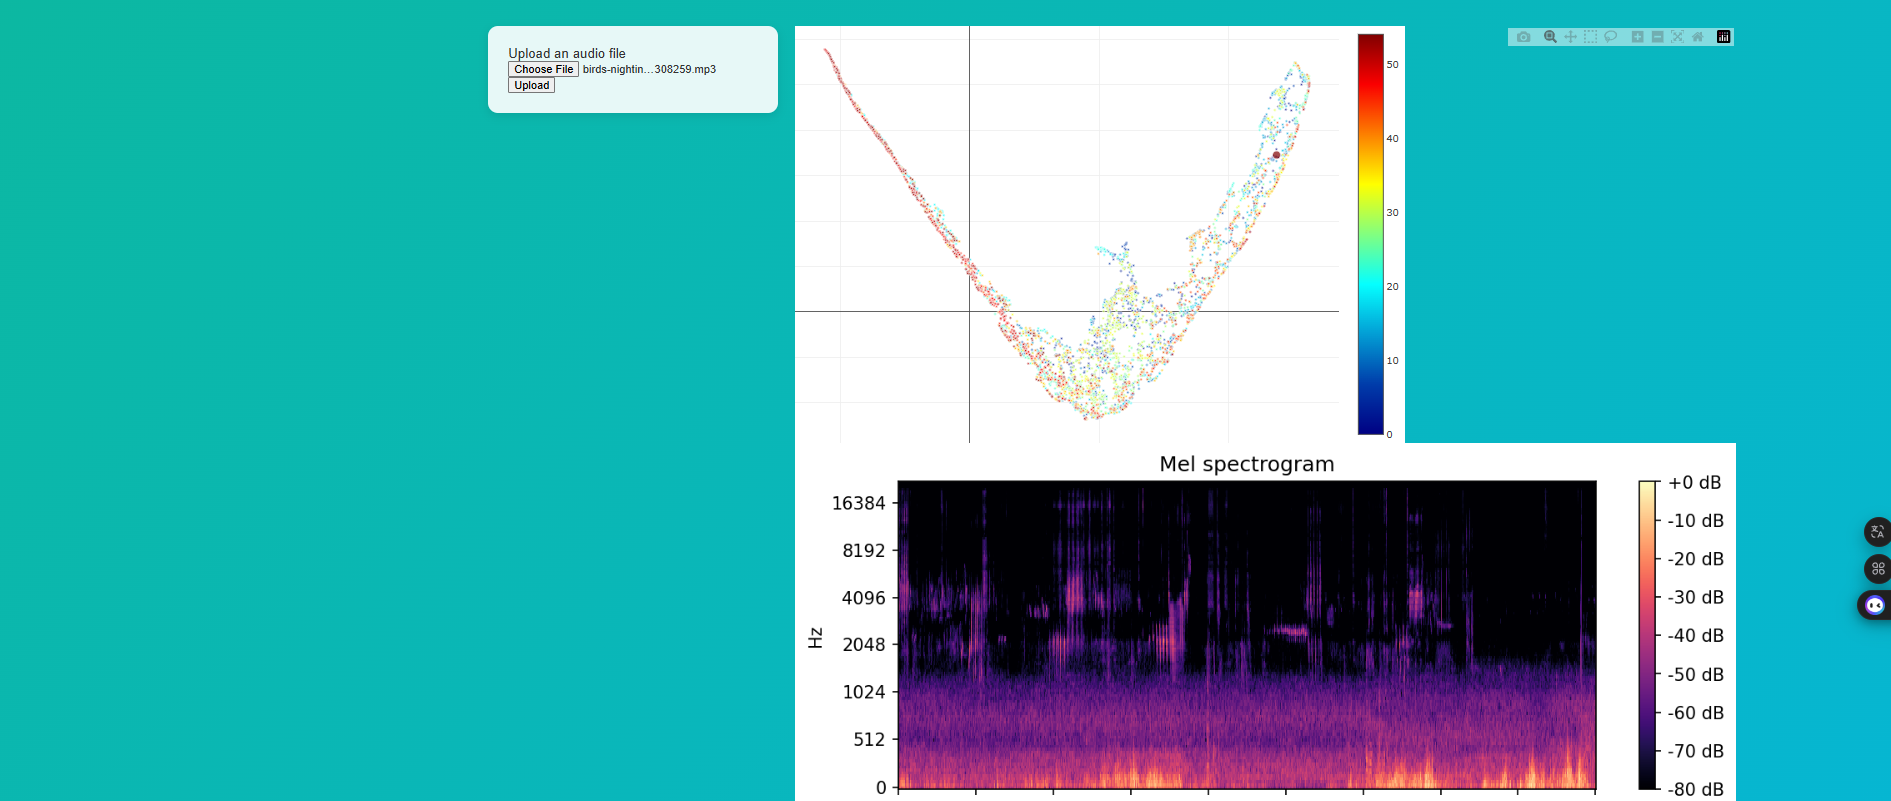 Upload an audio file
Choose File birds-nightin...308259.mp3
Upload
50
40
30
20
10
0
Mel spectrogram
Hz
16384
8192
4096
2048
1024
512
0
+0 dB
-10 dB
-20 dB
-30 dB
-40 dB
-50 dB
-60 dB
-70 dB
-80 dB